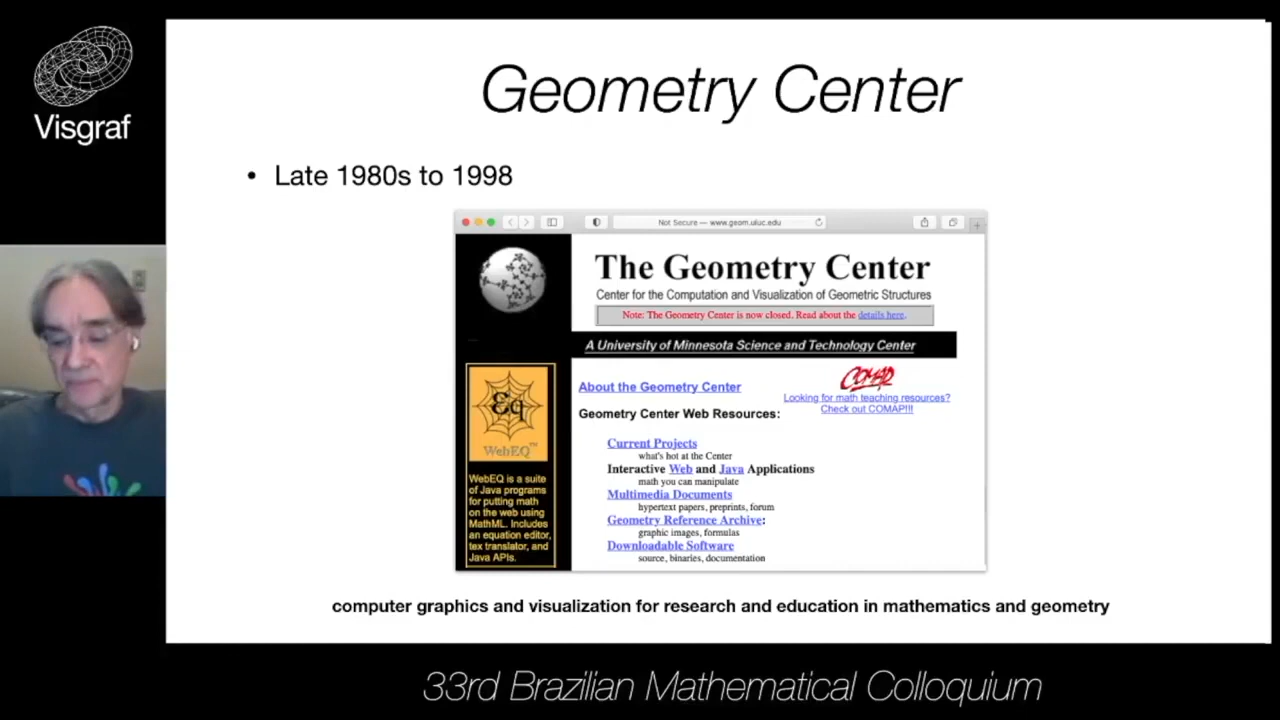 Visgraf
Geometry Center
• Late 1980s to 1998
Not Secure — www.geom.uiuc.edu
The Geometry Center
Center for the Computation and Visualization of Geometric Structures
Note: The Geometry Center is now closed. Read about the details here.
A University of Minnesota Science and Technology Center
COMAP
About the Geometry Center
Looking for math teaching resources?
Check out COMAP!!!
Geometry Center Web Resources:
Current Projects
what's hot at the Center
Interactive Web and Java Applications
math you can manipulate
Multimedia Documents
hypertext papers, preprints, forum
Geometry Reference Archive:
graphic images, formulas
Downloadable Software
source, binaries, documentation
Eq
WebEQ™
WebEQ is a suite
of Java programs
for putting math
on the web using
MathML. Includes
an equation editor,
tex translator, and
Java APIs.
computer graphics and visualization for research and education in mathematics and geometry
33rd Brazilian Mathematical Colloquium